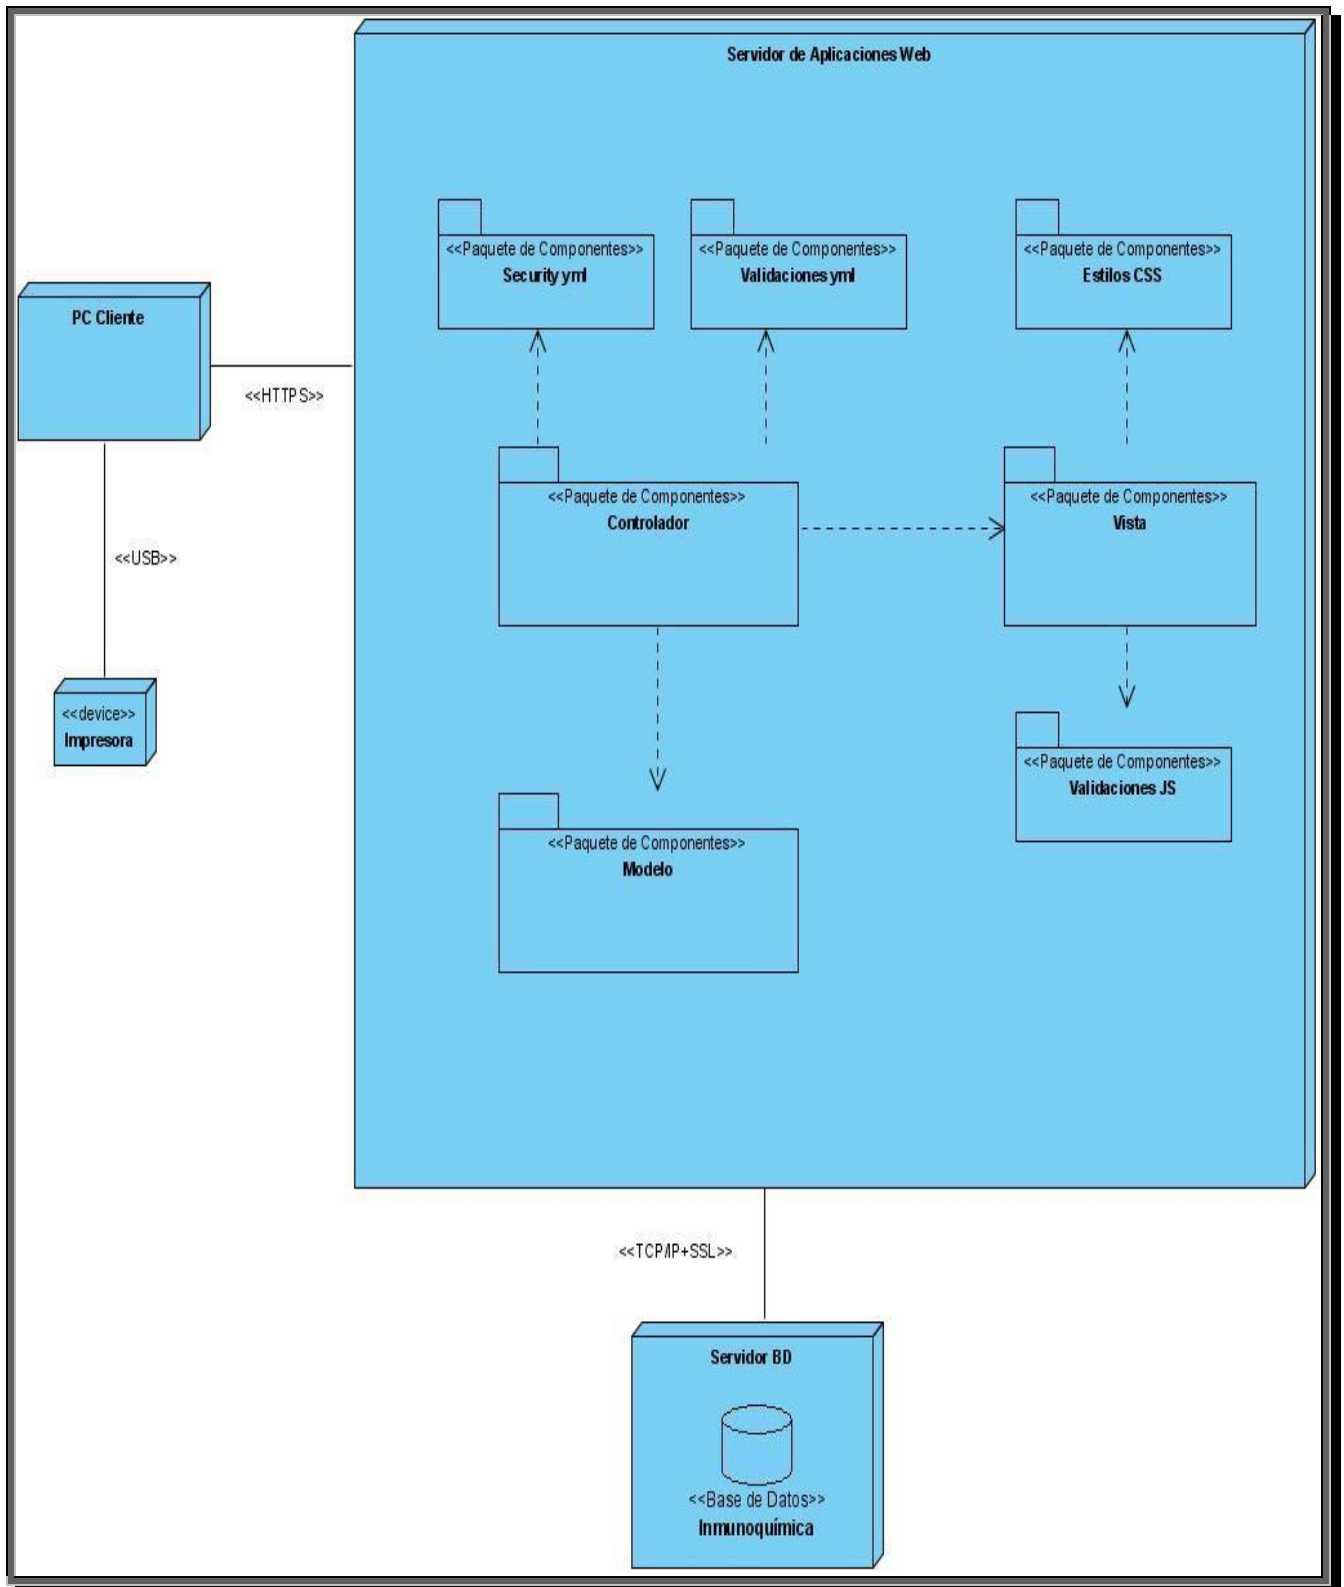 Servidor de Aplicaciones Web
<<Paquete de Componentes>>
Security yml
<<Paquete de Componentes>>
Validaciones yml
<<Paquete de Componentes>>
Estilos CSS
PC Cliente
<<HTTPS>>
<<Paquete de Componentes>>
Controlador
<<Paquete de Componentes>>
Vista
<<USB>>
<<device>>
Impresora
<<Paquete de Componentes>>
Validaciones JS
<<Paquete de Componentes>>
Modelo
<<TCP/IP+SSL>>
Servidor BD
<<Base de Datos>>
Inmunoquímica